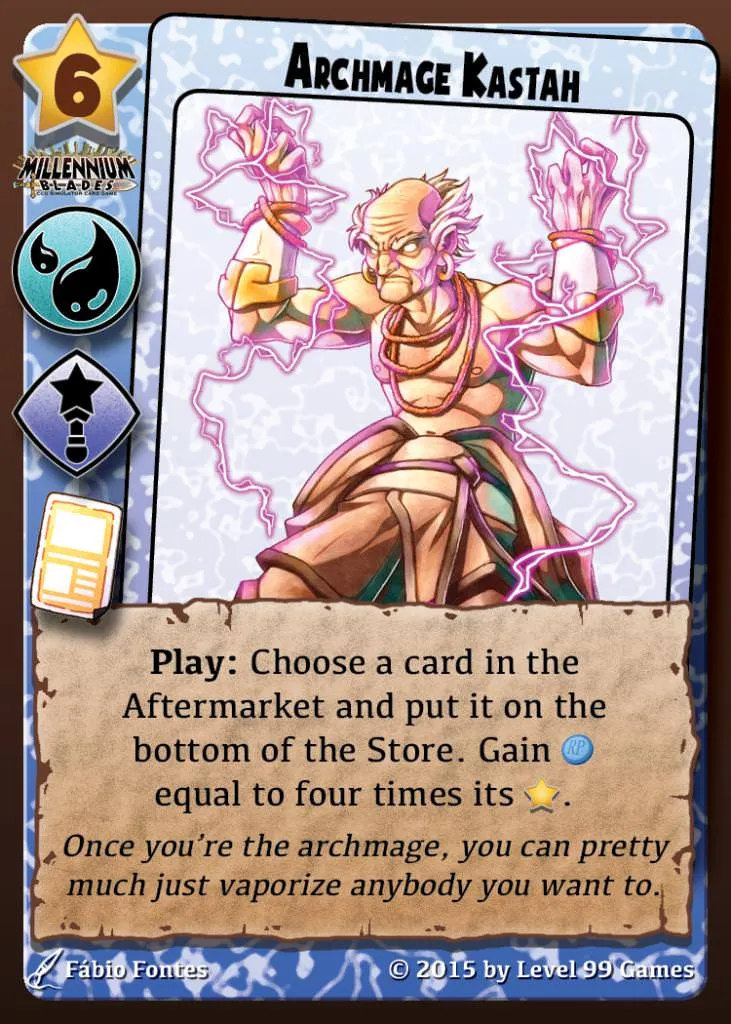 6
ARCHMAGE KASTAH
MILLENNIUM
BLADES
CCG SIMULATOR CARD GAME
Play: Choose a card in the
Aftermarket and put it on the
bottom of the Store. Gain RP
equal to four times its .
Once you're the archmage, you can pretty
much just vaporize anybody you want to.
Fábio Fontes
© 2015 by Level 99 Games